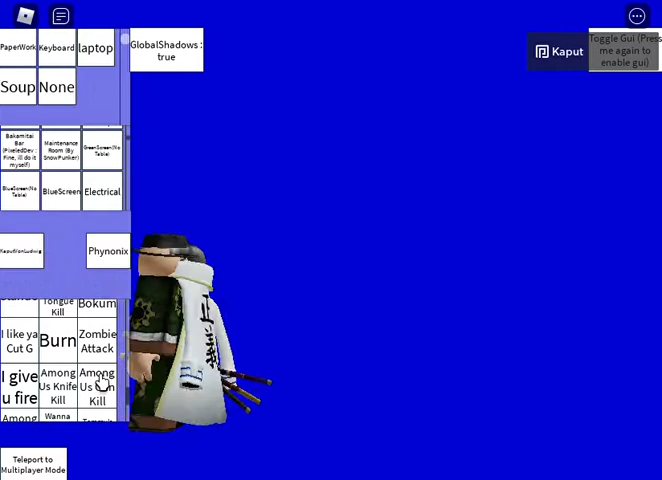 PaperWork
Keyboard
laptop
GlobalShadows :
true
Toggle Gui (Press
me again to
enable gui)
Kaput
Soup
None
Bakamitai
Bar
(PixeledDev :
Fine, ill do it
myself)
Maintenance
Room (By
SnowPunker)
GreenScreen(No
Table)
BlueScreen(No
Table)
BlueScreen
Electrical
KaputVonLudwig
Phynonix
Tongue
Kill
Bokum
I like ya
Cut G
Burn
Zombie
Attack
I give
u fire
Among
Us Knife
Kill
Among
Us
Kill
Among
Wanna
Teleport to
Multiplayer Mode